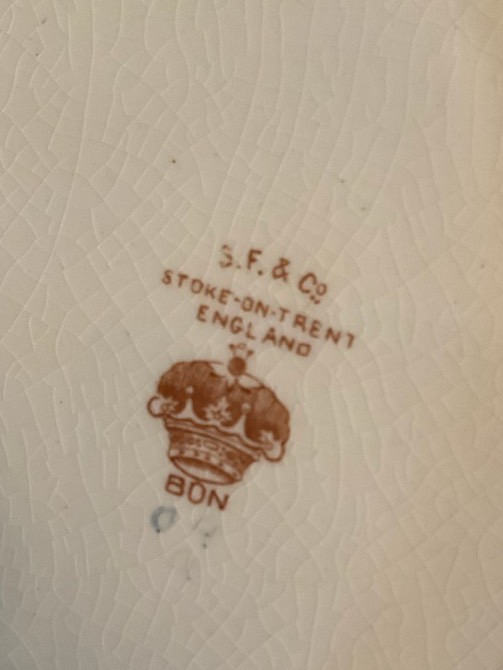 S.F. & Co
STOKE-ON-TRENT
ENGLAND
BON